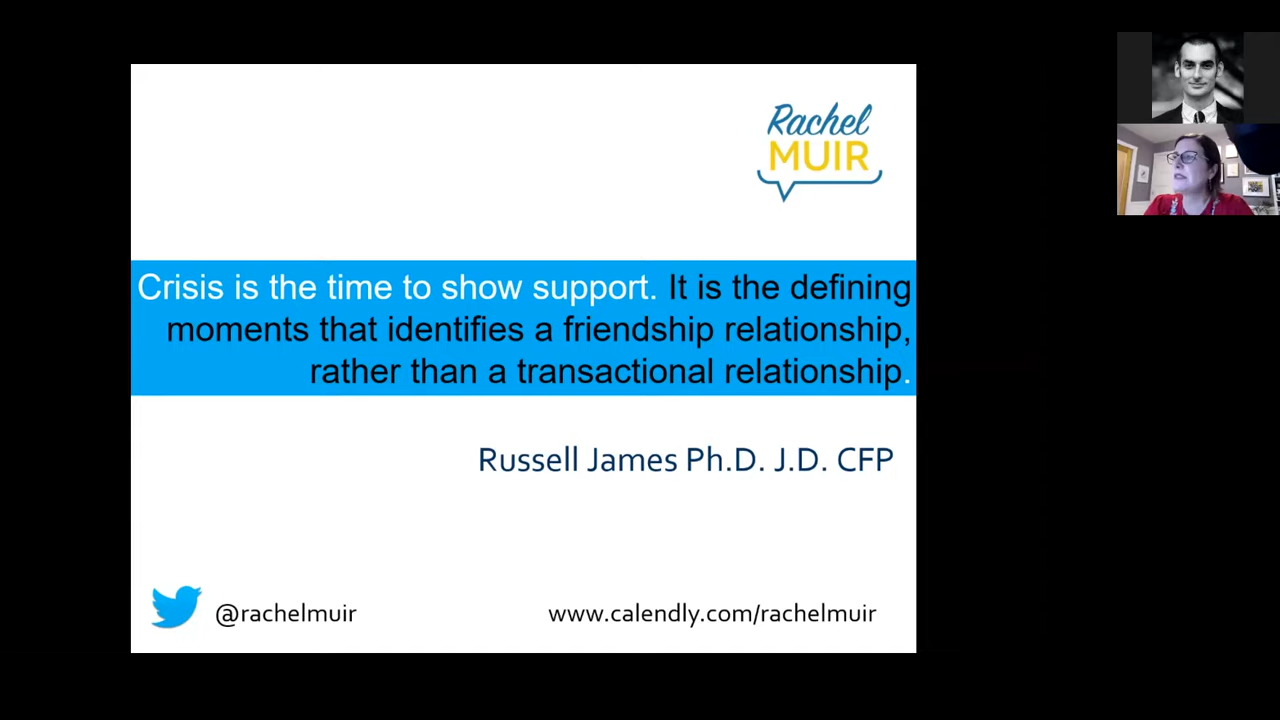 Rachel
MUIR
Crisis is the time to show support. It is the defining
moments that identifies a friendship relationship,
rather than a transactional relationship.
Russell James Ph.D. J.D. CFP
@rachelmuir
www.calendly.com/rachelmuir